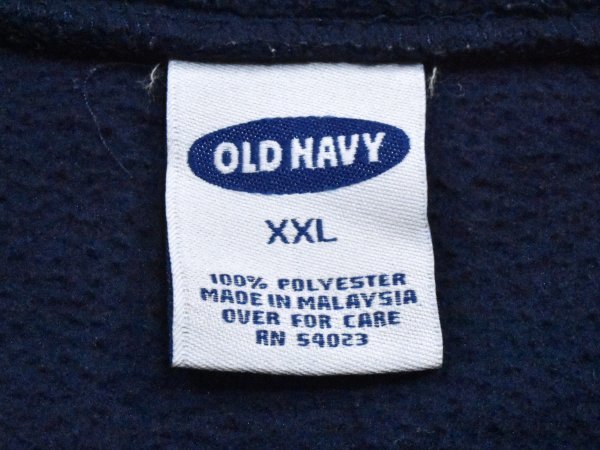 OLD NAVY
XXL
100% POLYESTER
MADE IN MALAYSIA
OVER FOR CARE
RN 54023